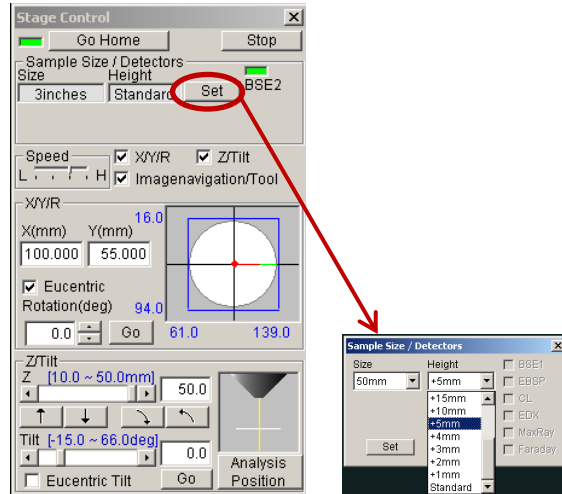 Stage Control
Go Home Stop
Sample Size / Detectors
Size Height
3inches Standard Set BSE2
Speed X/Y/R Z/Tilt
L H Imagenavigation/Tool
X/Y/R
16.0
X(mm) Y(mm)
100.000 55.000
Eucentric
Rotation(deg) 94.0
0.0 Go 61.0 139.0
Z/Tilt
Z [10.0 ~ 50.0mm]
50.0
Tilt [-15.0 ~ 66.0deg]
0.0
Eucentric Tilt Go
Analysis
Position
Sample Size / Detectors
Size Height BSE1
50mm +5mm EBSP
+15mm CL
+10mm EDX
+5mm MaxRay
+4mm Faraday
+3mm
+2mm
+1mm
Standard
Set